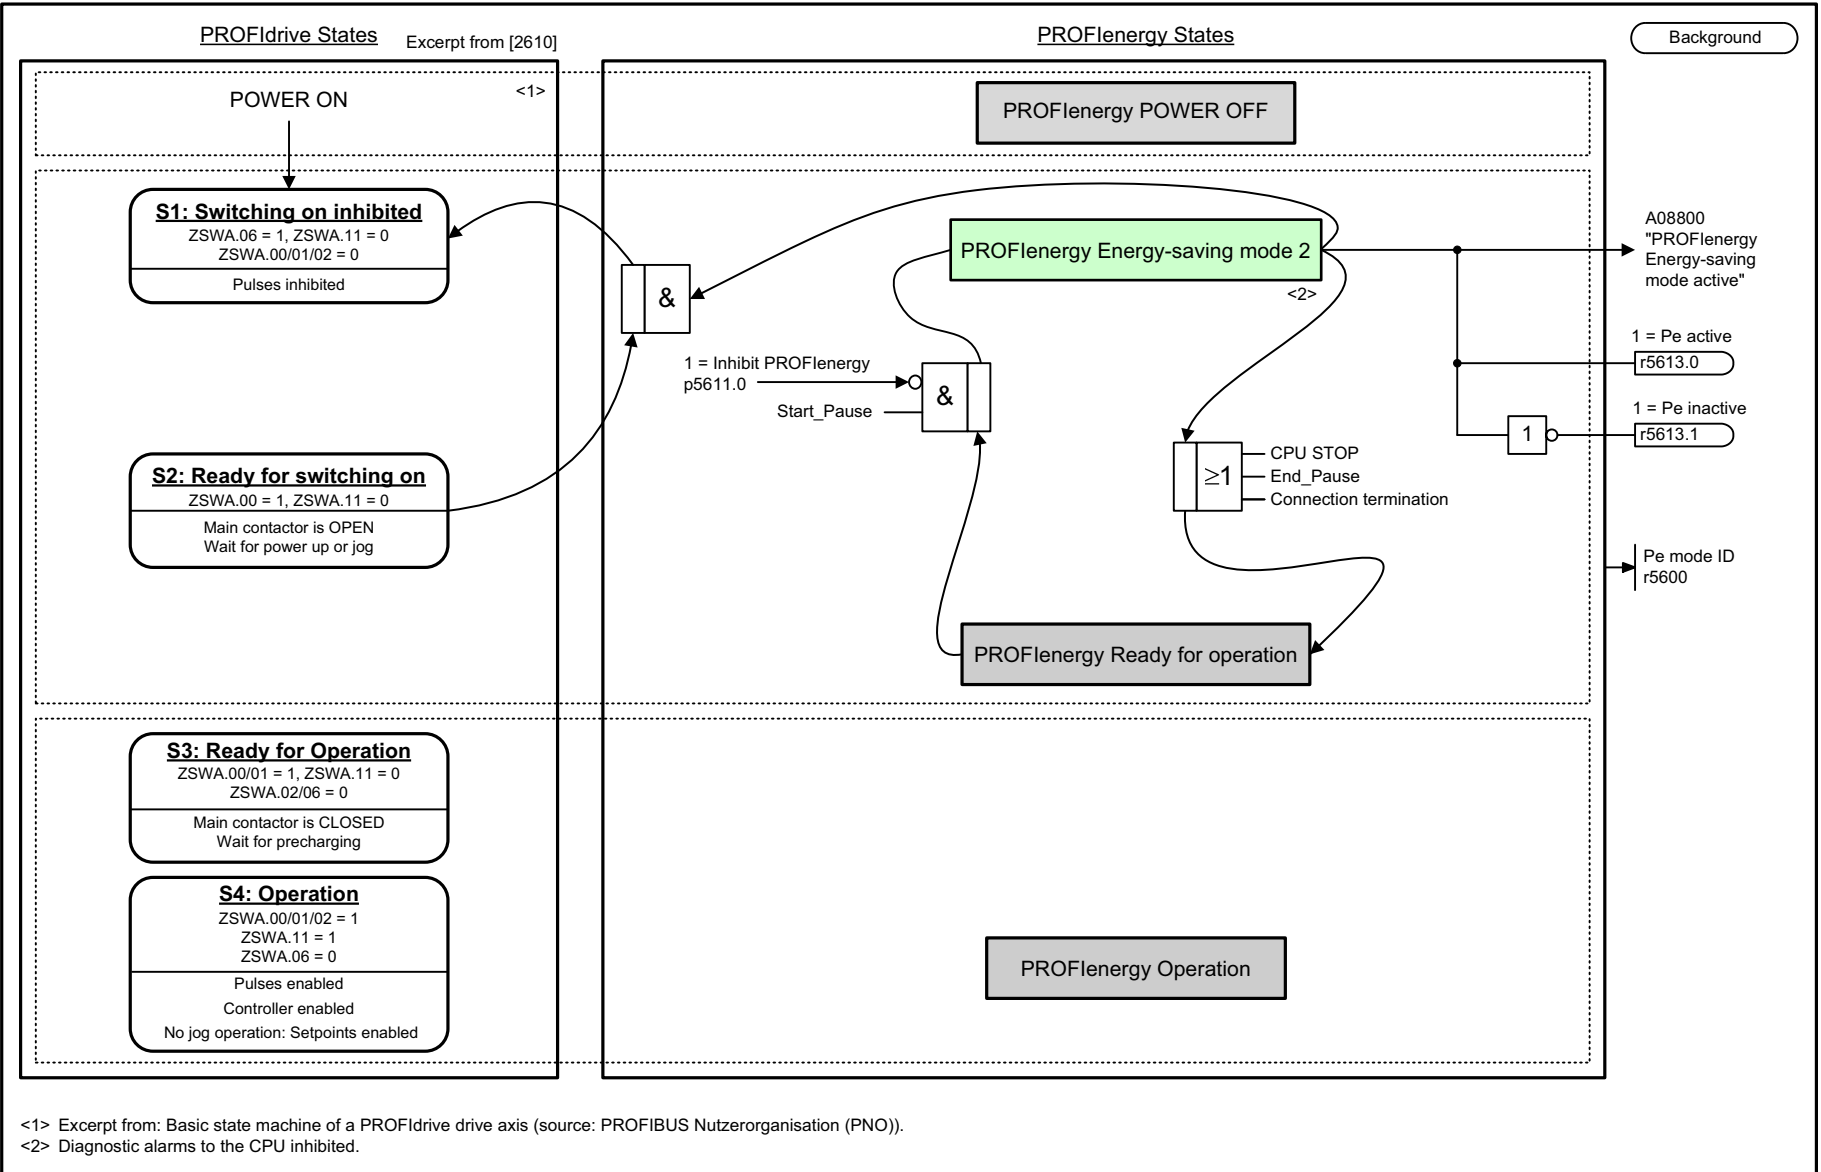 PROFIdrive States
Excerpt from [2610]
PROFIenergy States
Background
POWER ON
<1>
PROFIenergy POWER OFF
S1: Switching on inhibited
ZSWA.06 = 1, ZSWA.11 = 0
ZSWA.00/01/02 = 0
Pulses inhibited
&
PROFIenergy Energy-saving mode 2
<2>
A08800
"PROFIenergy
Energy-saving
mode active"
1 = Inhibit PROFIenergy
p5611.0
Start_Pause
&
1 = Pe active
r5613.0
1 = Pe inactive
1
r5613.1
S2: Ready for switching on
ZSWA.00 = 1, ZSWA.11 = 0
Main contactor is OPEN
Wait for power up or jog
≥1
CPU STOP
End_Pause
Connection termination
Pe mode ID
r5600
PROFIenergy Ready for operation
S3: Ready for Operation
ZSWA.00/01 = 1, ZSWA.11 = 0
ZSWA.02/06 = 0
Main contactor is CLOSED
Wait for precharging
S4: Operation
ZSWA.00/01/02 = 1
ZSWA.11 = 1
ZSWA.06 = 0
Pulses enabled
Controller enabled
No jog operation: Setpoints enabled
PROFIenergy Operation
<1> Excerpt from: Basic state machine of a PROFIdrive drive axis (source: PROFIBUS Nutzerorganisation (PNO)).
<2> Diagnostic alarms to the CPU inhibited.